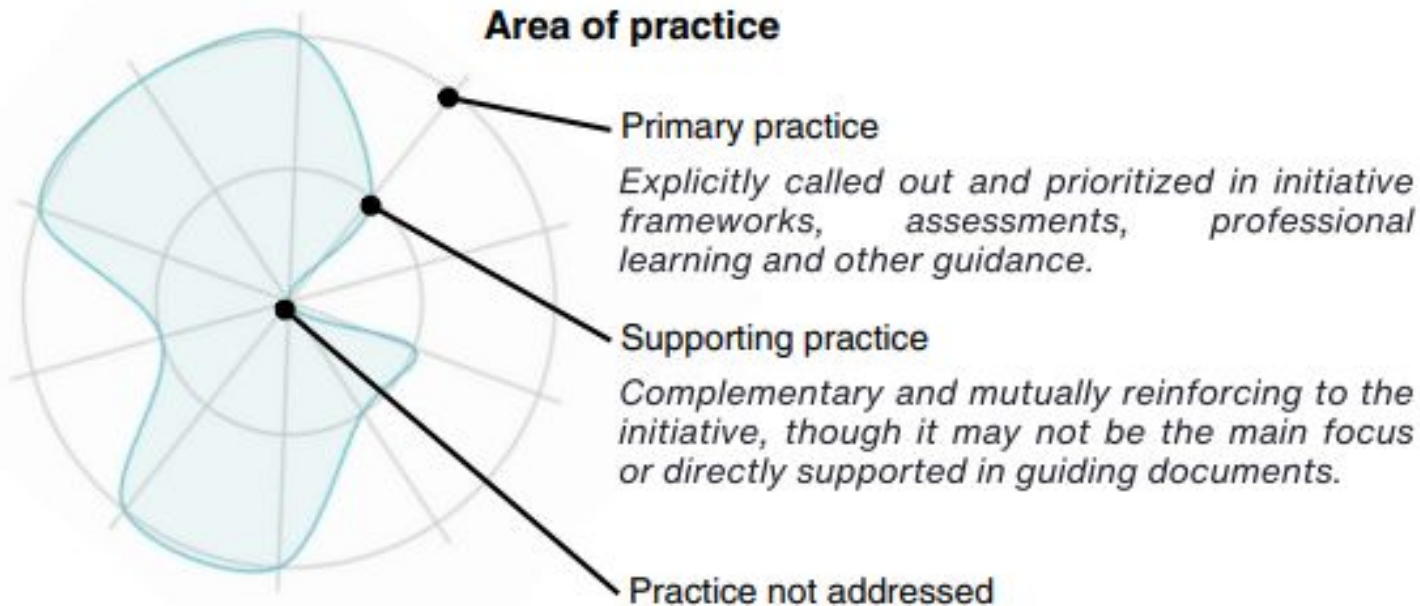 Area of practice
Primary practice
Explicitly called out and prioritized in initiative
frameworks, assessments, professional
learning and other guidance.
Supporting practice
Complementary and mutually reinforcing to the
initiative, though it may not be the main focus
or directly supported in guiding documents.
Practice not addressed